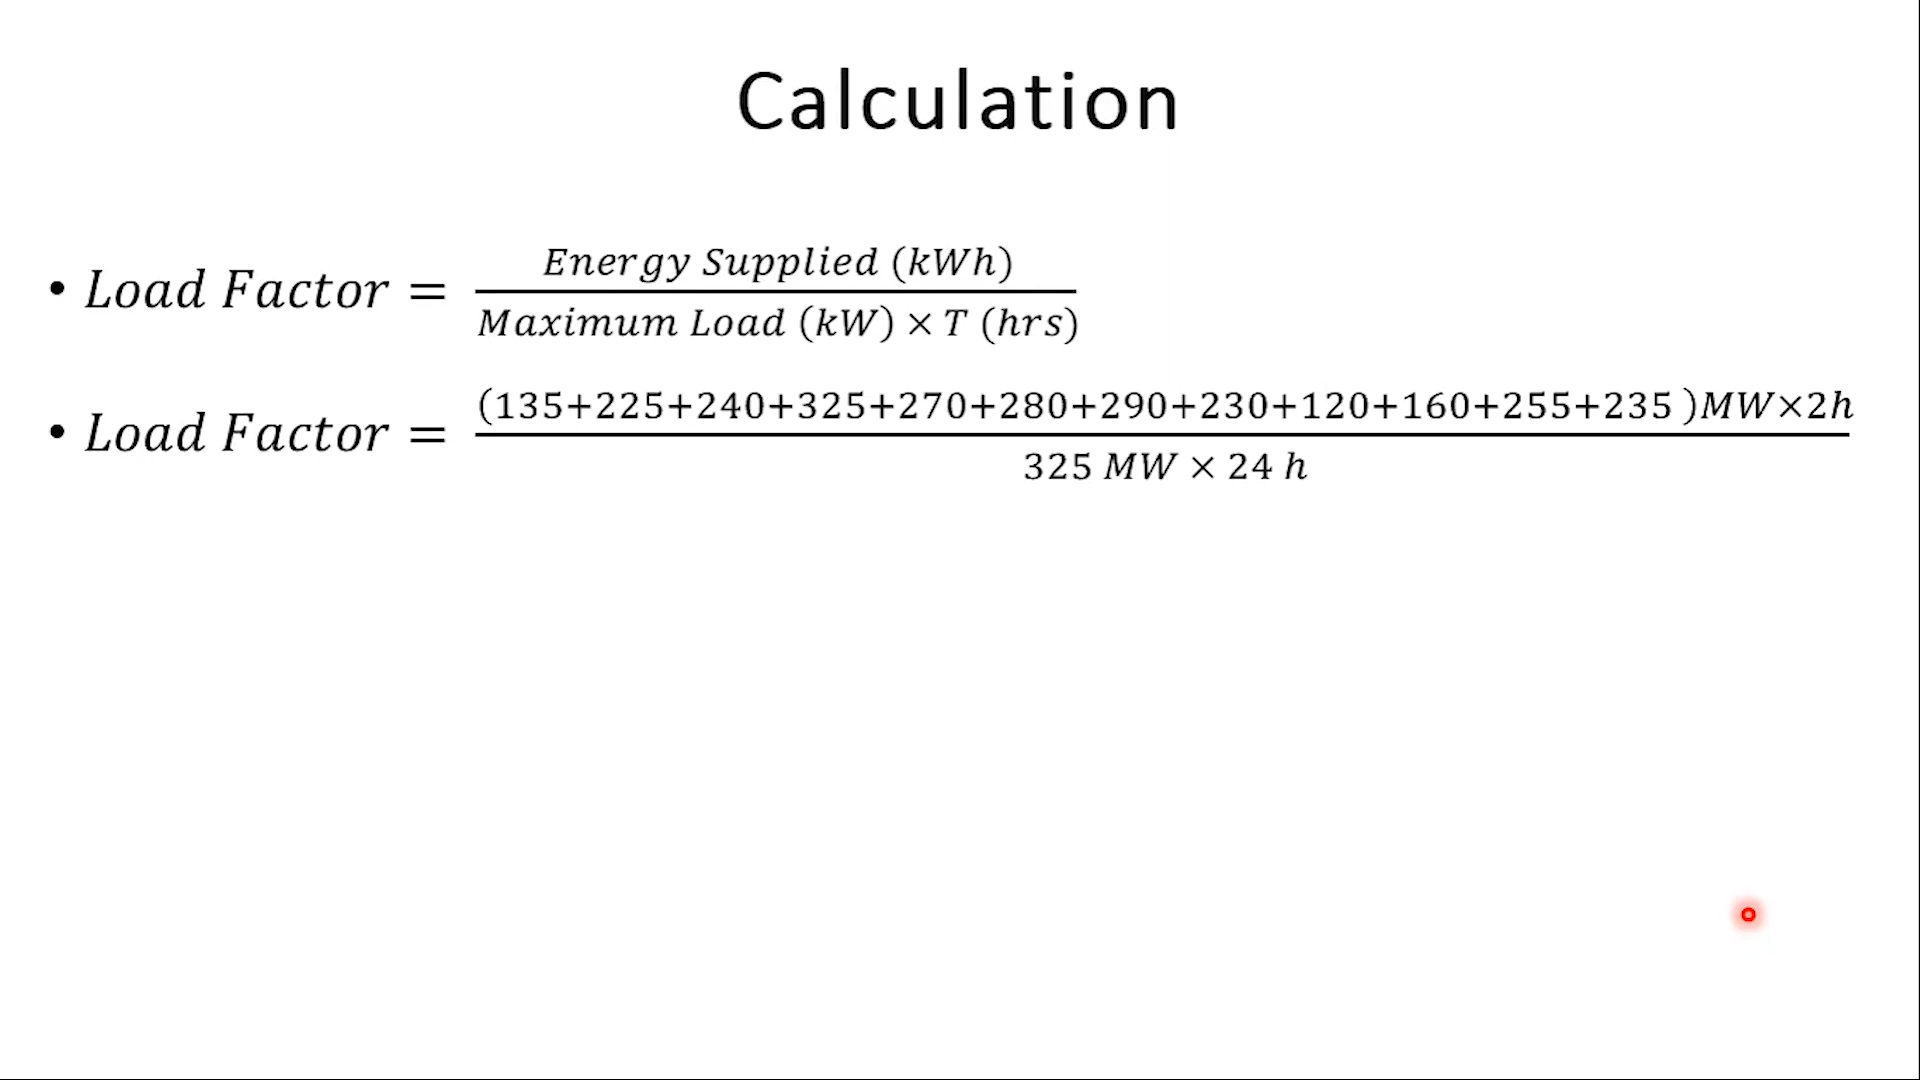 Calculation
• Load Factor = Energy Supplied (kWh) / Maximum Load (kW) × T (hrs)
• Load Factor = (135+225+240+325+270+280+290+230+120+160+255+235 )MW×2h / 325 MW × 24 h